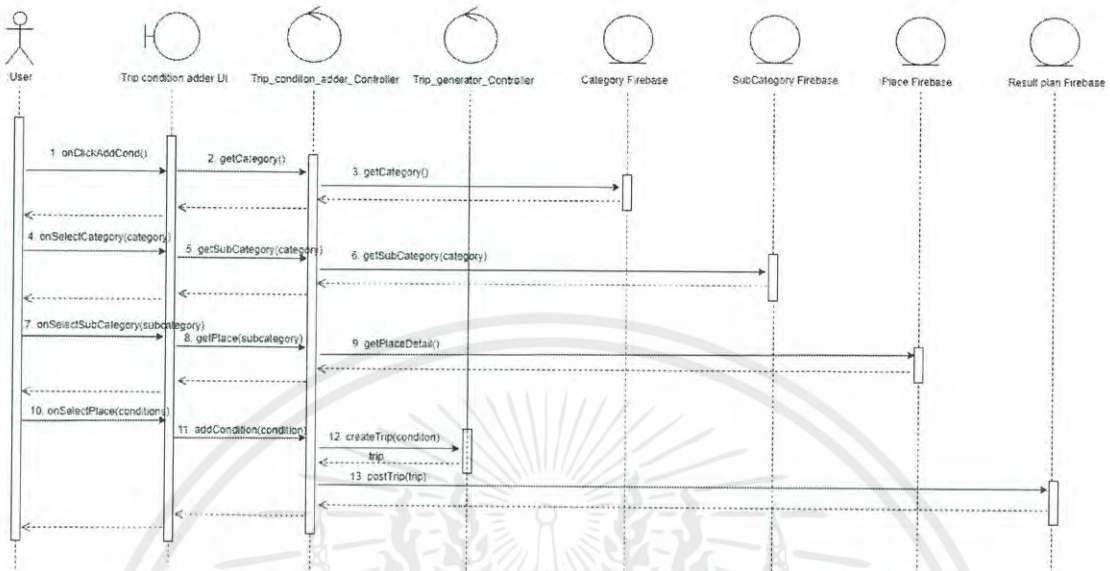 :User
Trip condition adder UI
Trip_condition_adder_Controller
Trip_generator_Controller
Category Firebase
SubCategory Firebase
Place Firebase
Result plan Firebase
1. onClickAddCond()
2. getCategory()
3. getCategory()
4. onSelectCategory(category)
5. getSubCategory(category)
6. getSubCategory(category)
7. onSelectSubCategory(subcategory)
8. getPlace(subcategory)
9. getPlaceDetail()
10. onSelectPlace(conditions)
11. addCondition(condition)
12. createTrip(conditon)
trip
13. postTrip(trip)